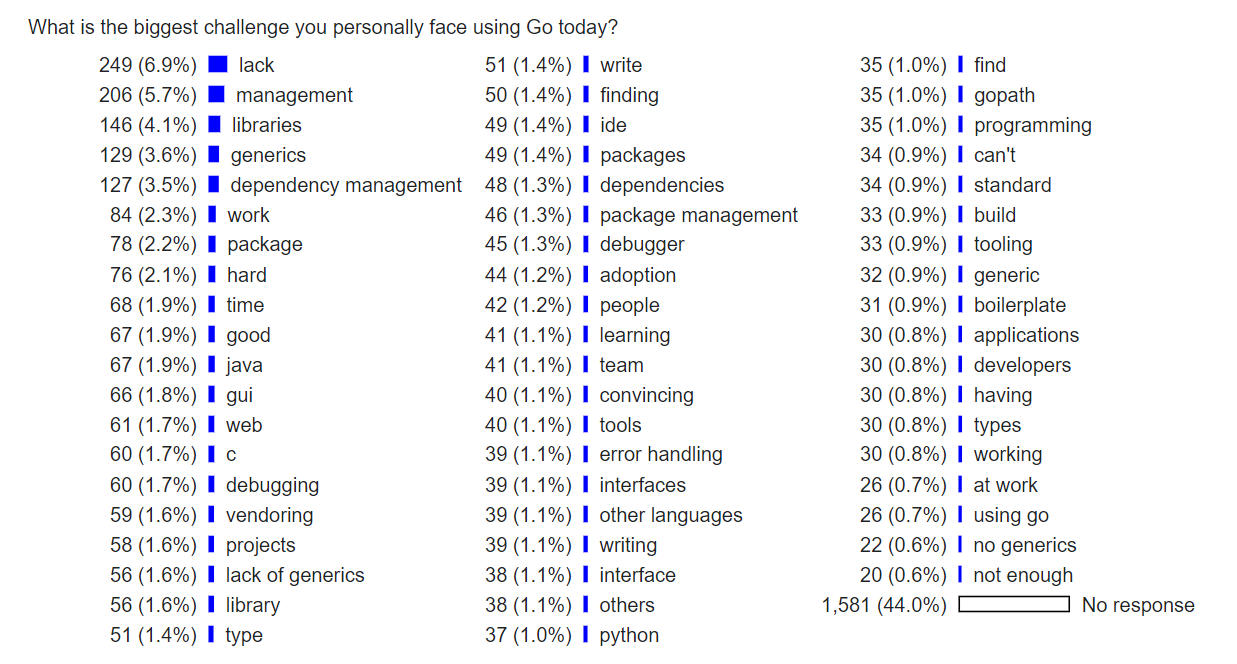 What is the biggest challenge you personally face using Go today?
249 (6.9%) lack
206 (5.7%) management
146 (4.1%) libraries
129 (3.6%) generics
127 (3.5%) dependency management
84 (2.3%) work
78 (2.2%) package
76 (2.1%) hard
68 (1.9%) time
67 (1.9%) good
67 (1.9%) java
66 (1.8%) gui
61 (1.7%) web
60 (1.7%) c
60 (1.7%) debugging
59 (1.6%) vendoring
58 (1.6%) projects
56 (1.6%) lack of generics
56 (1.6%) library
51 (1.4%) type
51 (1.4%) write
50 (1.4%) finding
49 (1.4%) ide
49 (1.4%) packages
48 (1.3%) dependencies
46 (1.3%) package management
45 (1.3%) debugger
44 (1.2%) adoption
42 (1.2%) people
41 (1.1%) learning
41 (1.1%) team
40 (1.1%) convincing
40 (1.1%) tools
39 (1.1%) error handling
39 (1.1%) interfaces
39 (1.1%) other languages
39 (1.1%) writing
38 (1.1%) interface
38 (1.1%) others
37 (1.0%) python
35 (1.0%) find
35 (1.0%) gopath
35 (1.0%) programming
34 (0.9%) can't
34 (0.9%) standard
33 (0.9%) build
33 (0.9%) tooling
32 (0.9%) generic
31 (0.9%) boilerplate
30 (0.8%) applications
30 (0.8%) developers
30 (0.8%) having
30 (0.8%) types
30 (0.8%) working
26 (0.7%) at work
26 (0.7%) using go
22 (0.6%) no generics
20 (0.6%) not enough
1,581 (44.0%) No response